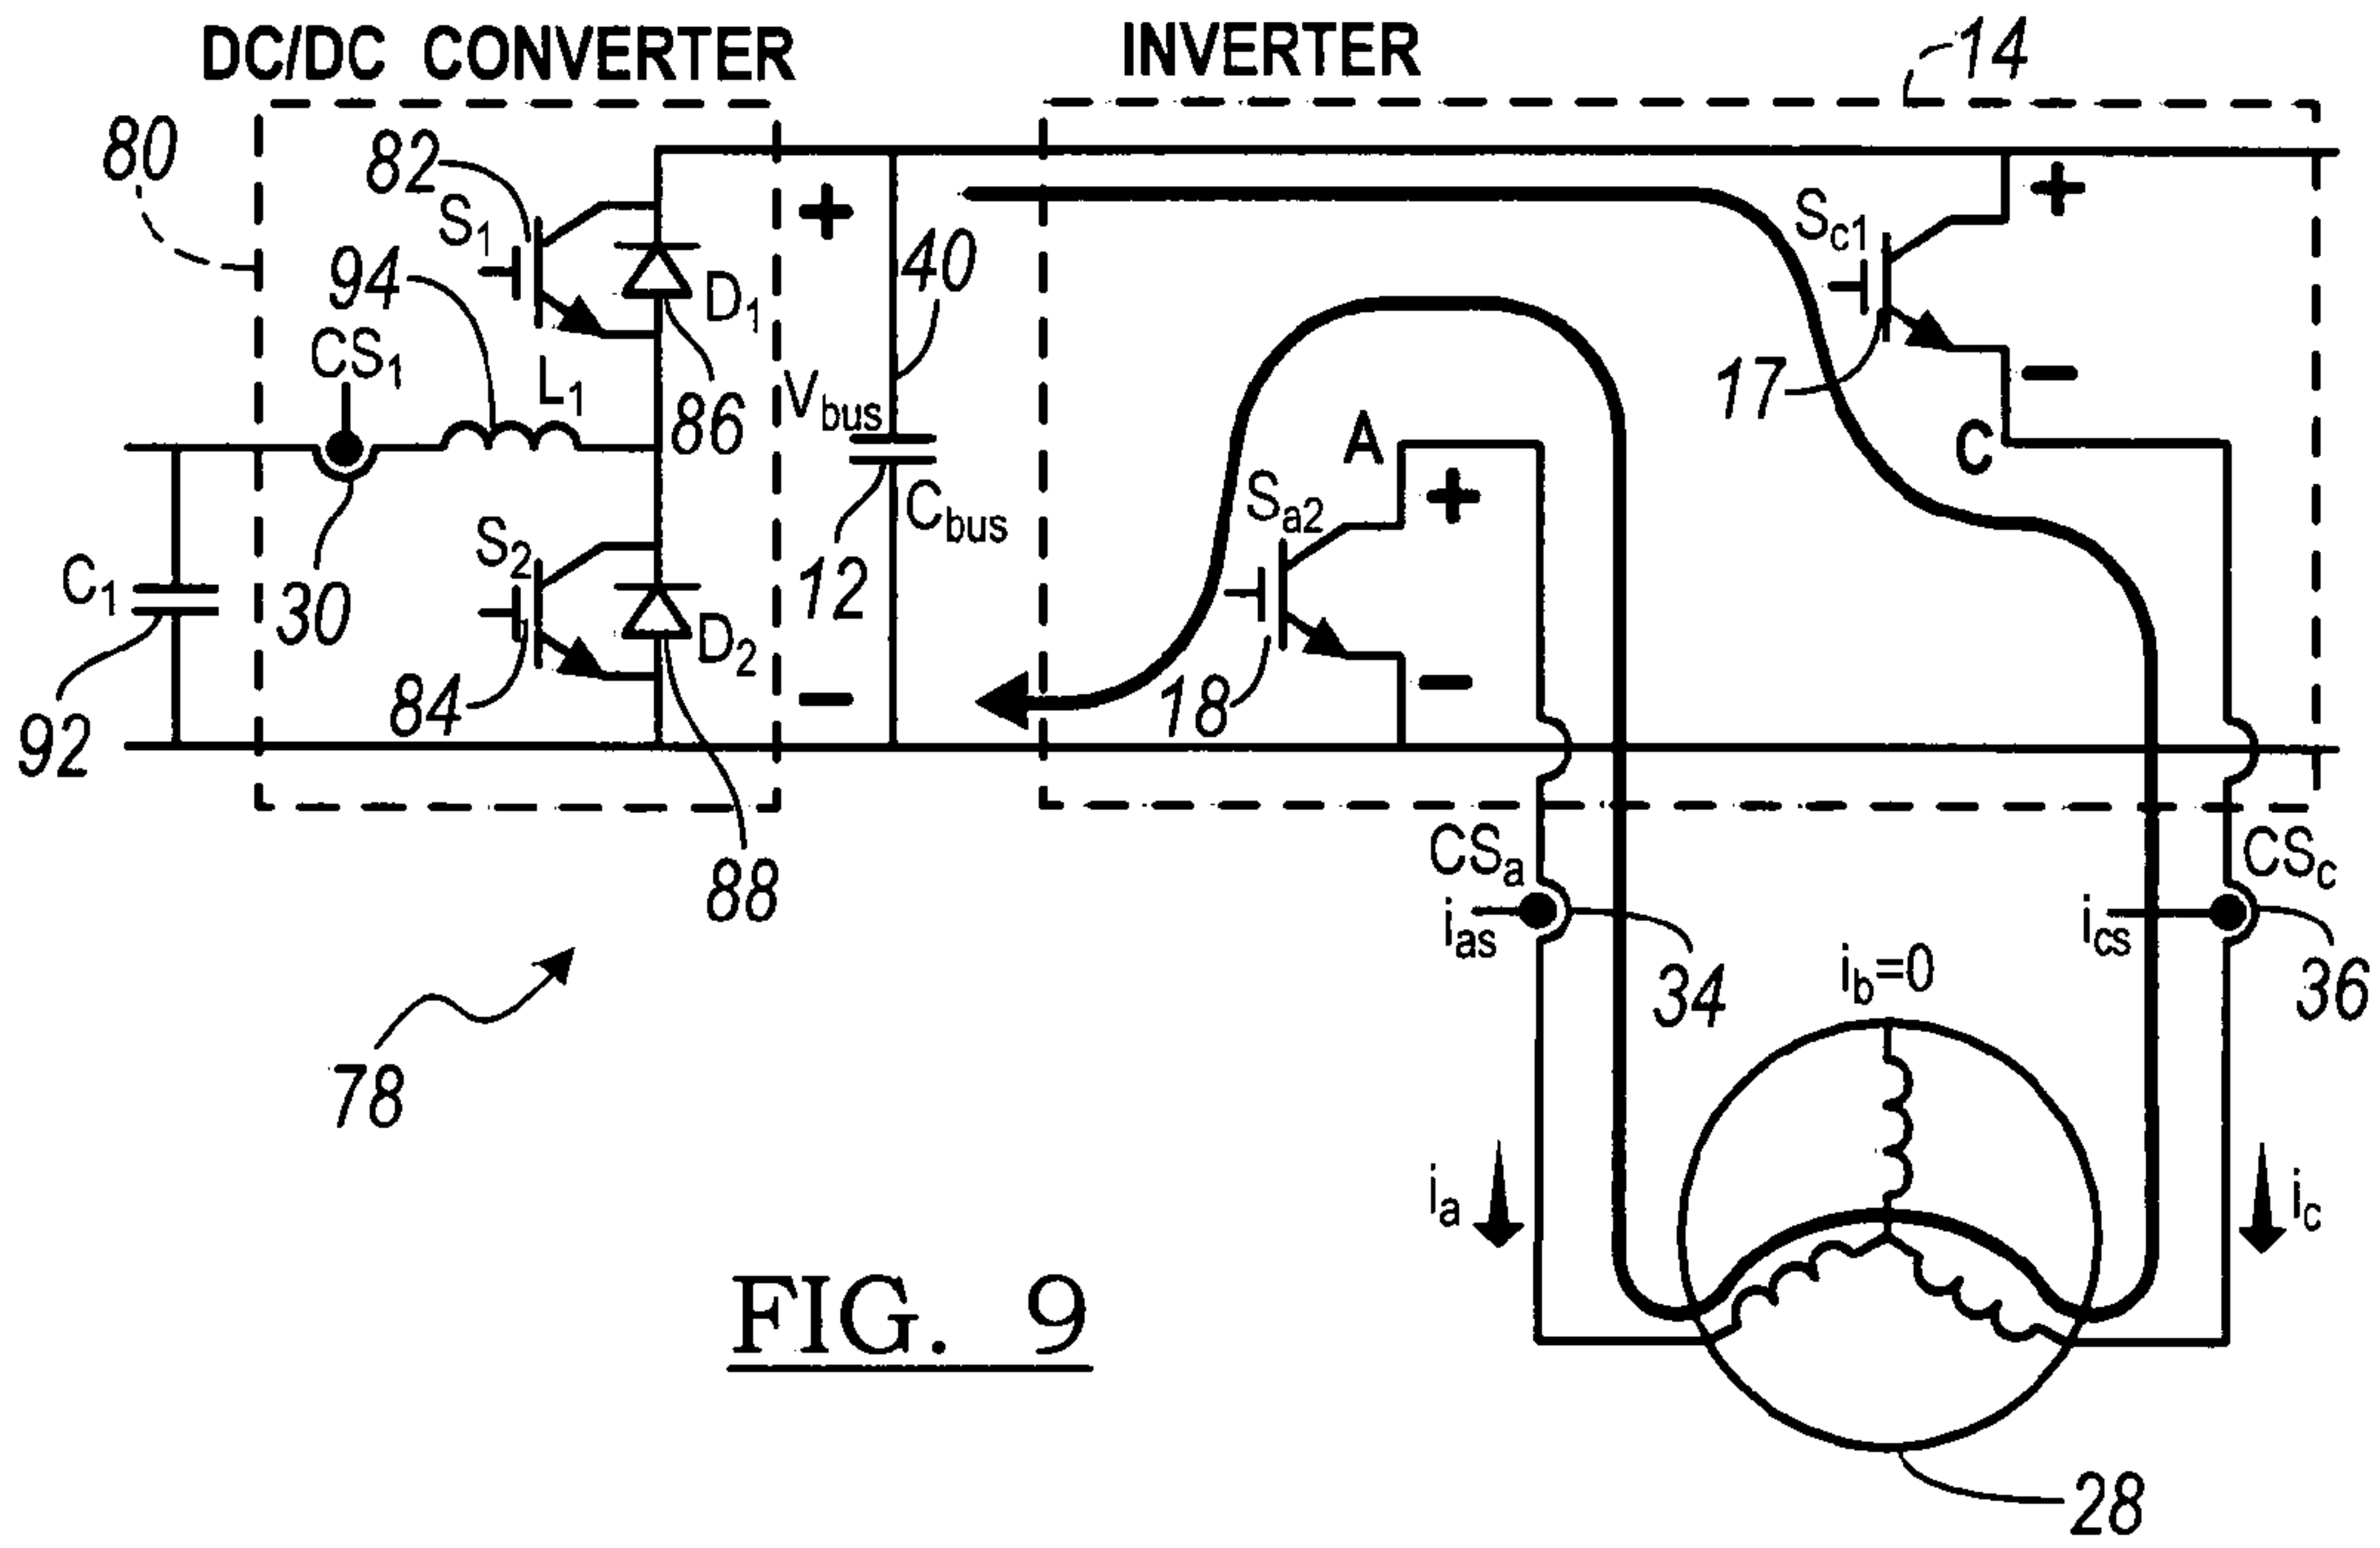 DC/DC CONVERTER
INVERTER
14
80
82
S1
94
CS1
L1
D1
86
+
Vbus
40
−
12
Cbus
C1
30
S2
D2
84
92
88
78
Sc1
+
17
−
C
A
Sa2
+
18
−
CSa
ias
34
CSc
ics
36
ib=0
ia
ic
28
FIG. 9